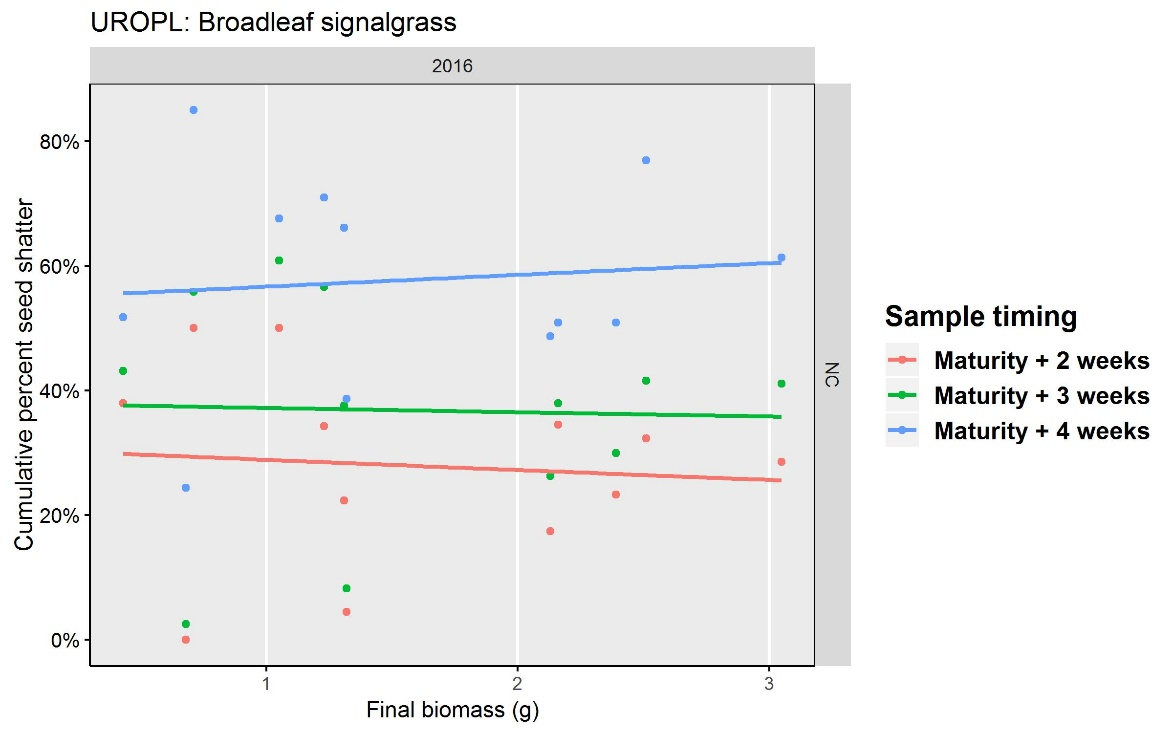 UROPL: Broadleaf signalgrass
2016
Cumulative percent seed shatter
80%
60%
40%
20%
0%
NC
1
2
3
Final biomass (g)
Sample timing
Maturity + 2 weeks
Maturity + 3 weeks
Maturity + 4 weeks